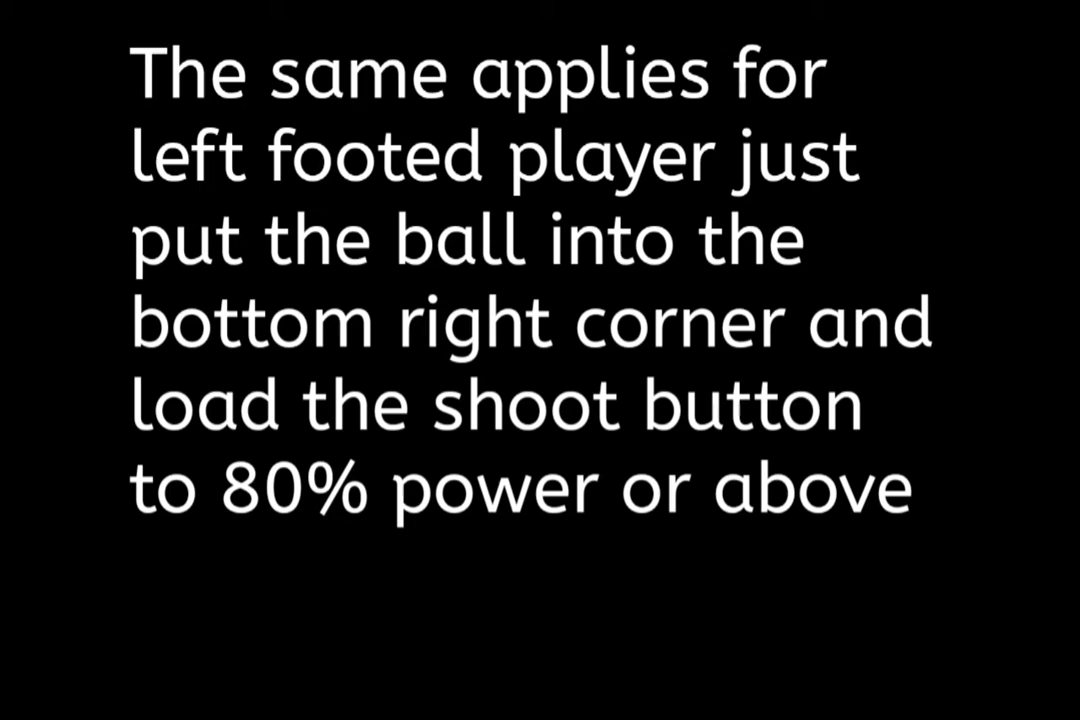 The same applies for
left footed player just
put the ball into the
bottom right corner and
load the shoot button
to 80% power or above